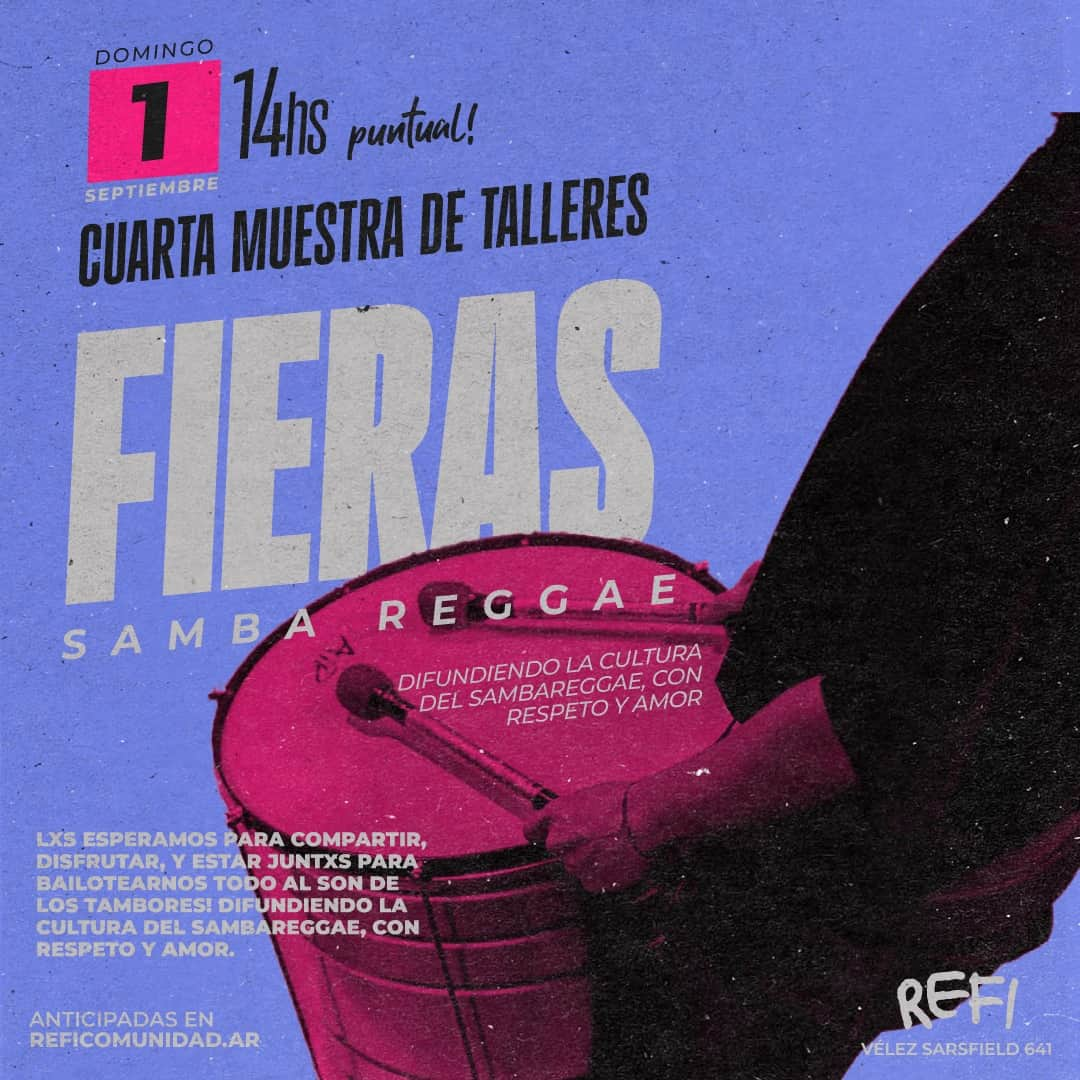 DOMINGO
1
SEPTIEMBRE
14hs puntual!
CUARTA MUESTRA DE TALLERES
FIERAS
SAMBA REGGAE
DIFUNDIENDO LA CULTURA
DEL SAMBAREGGAE, CON
RESPETO Y AMOR
LXS ESPERAMOS PARA COMPARTIR,
DISFRUTAR, Y ESTAR JUNTXS PARA
BAILOTEARNOS TODO AL SON DE
LOS TAMBORES! DIFUNDIENDO LA
CULTURA DEL SAMBAREGGAE, CON
RESPETO Y AMOR.
ANTICIPADAS EN
REFICOMUNIDAD.AR
REFI
VÉLEZ SARSFIELD 641